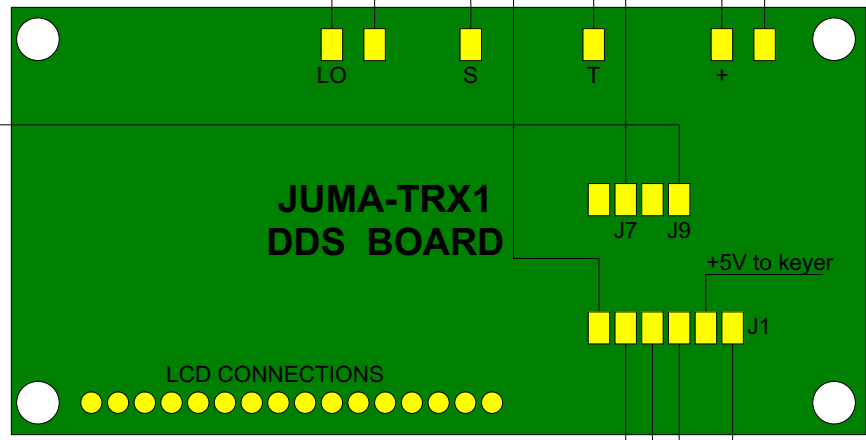 LO
S
T
+
JUMA-TRX1
DDS BOARD
J7
J9
+5V to keyer
J1
LCD CONNECTIONS